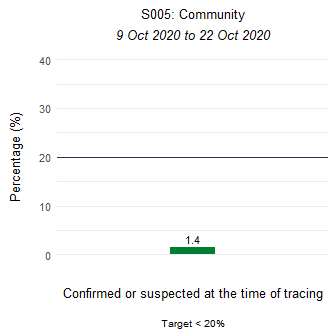 S005: Community
9 Oct 2020 to 22 Oct 2020
Percentage (%)
40
30
20
10
0
1.4
Confirmed or suspected at the time of tracing
Target < 20%